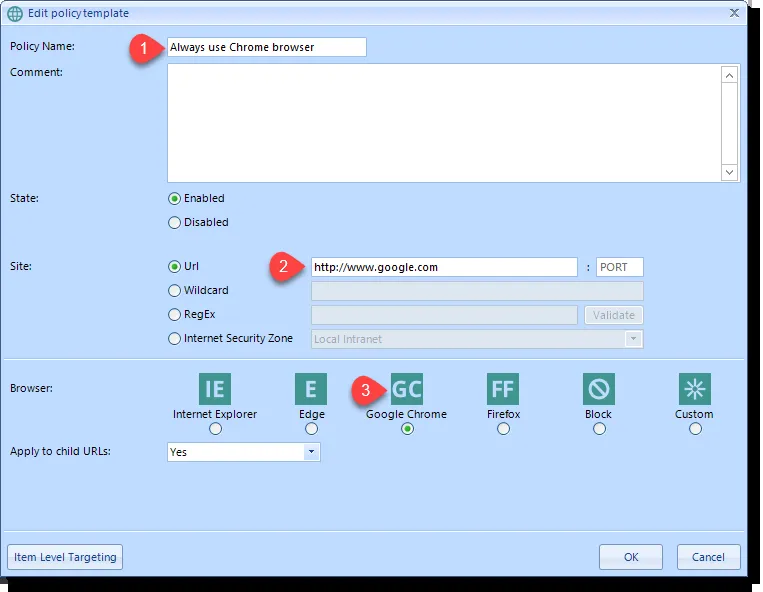 Edit policy template
Policy Name: 1 Always use Chrome browser
Comment:
State: Enabled
Disabled
Site: Url 2 http://www.google.com : PORT
Wildcard
RegEx Validate
Internet Security Zone Local Intranet
Browser: IE E 3 GC FF
Internet Explorer Edge Google Chrome Firefox Block Custom
Apply to child URLs: Yes
Item Level Targeting OK Cancel